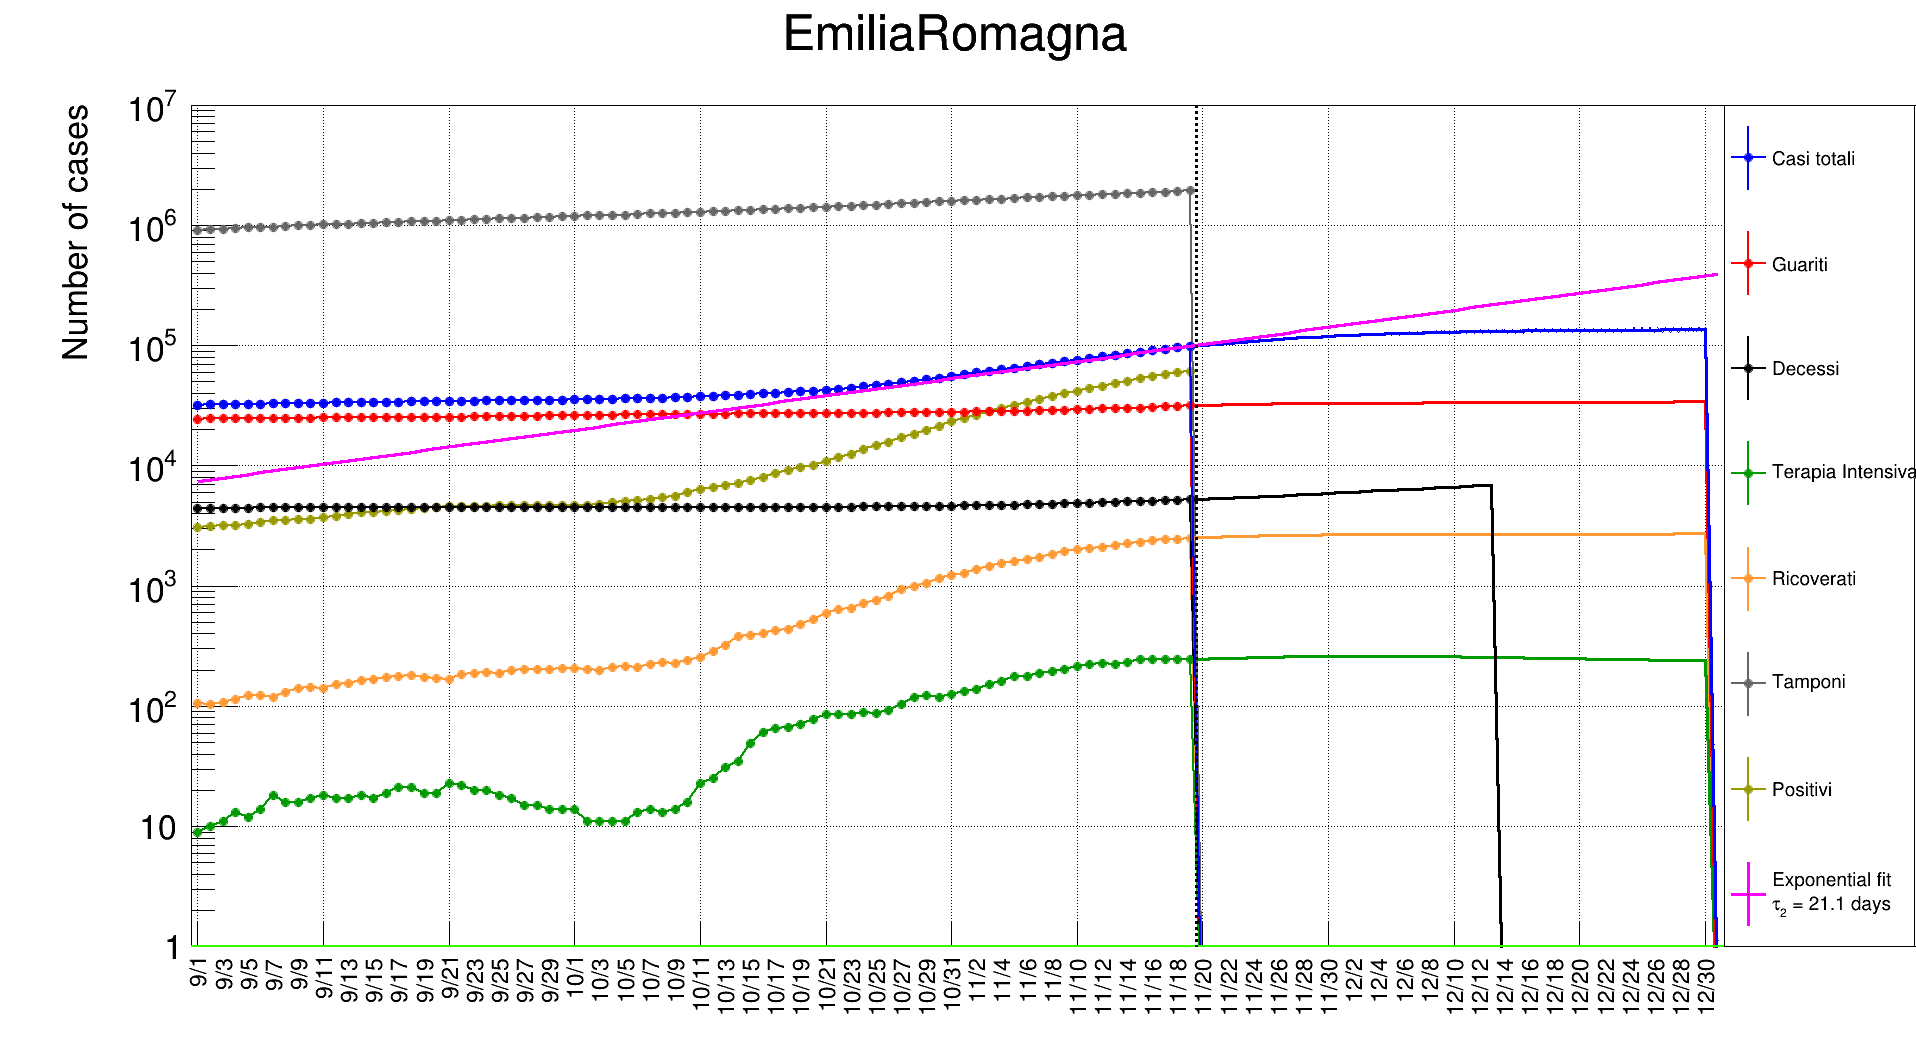 EmiliaRomagna
Number of cases
10^7
10^6
10^5
10^4
10^3
10^2
10
1
9/1 9/3 9/5 9/7 9/9 9/11 9/13 9/15 9/17 9/19 9/21 9/23 9/25 9/27 9/29 10/1 10/3 10/5 10/7 10/9 10/11 10/13 10/15 10/17 10/19 10/21 10/23 10/25 10/27 10/29 10/31 11/2 11/4 11/6 11/8 11/10 11/12 11/14 11/16 11/18 11/20 11/22 11/24 11/26 11/28 11/30 12/2 12/4 12/6 12/8 12/10 12/12 12/14 12/16 12/18 12/20 12/22 12/24 12/26 12/28 12/30
Casi totali
Guariti
Decessi
Terapia Intensiva
Ricoverati
Tamponi
Positivi
Exponential fit
τ₂ = 21.1 days